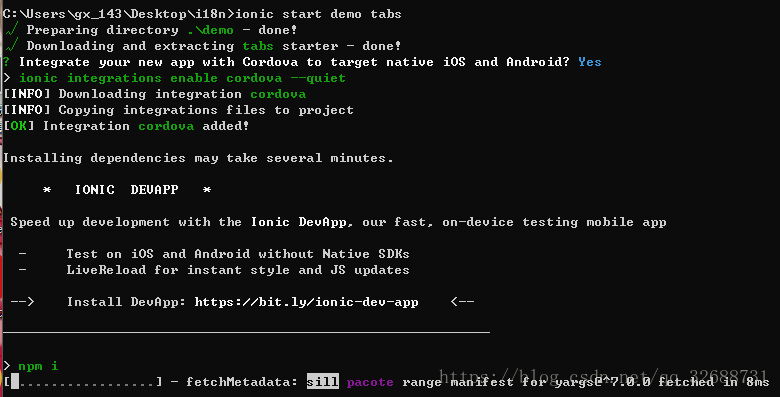 C:\Users\gx_143\Desktop\i18n>ionic start demo tabs
√ Preparing directory .\demo - done!
√ Downloading and extracting tabs starter - done!
? Integrate your new app with Cordova to target native iOS and Android? Yes
> ionic integrations enable cordova --quiet
[INFO] Downloading integration cordova
[INFO] Copying integrations files to project
[OK] Integration cordova added!
Installing dependencies may take several minutes.
* IONIC DEVAPP *
Speed up development with the Ionic DevApp, our fast, on-device testing mobile app
- Test on iOS and Android without Native SDKs
- LiveReload for instant style and JS updates
--> Install DevApp: https://bit.ly/ionic-dev-app <--
> npm i
[ .................] - fetchMetadata: sill pacote range manifest for yargs@^7.0.0 fetched in 8ms
https://blog.csdn.net/qq_32688731